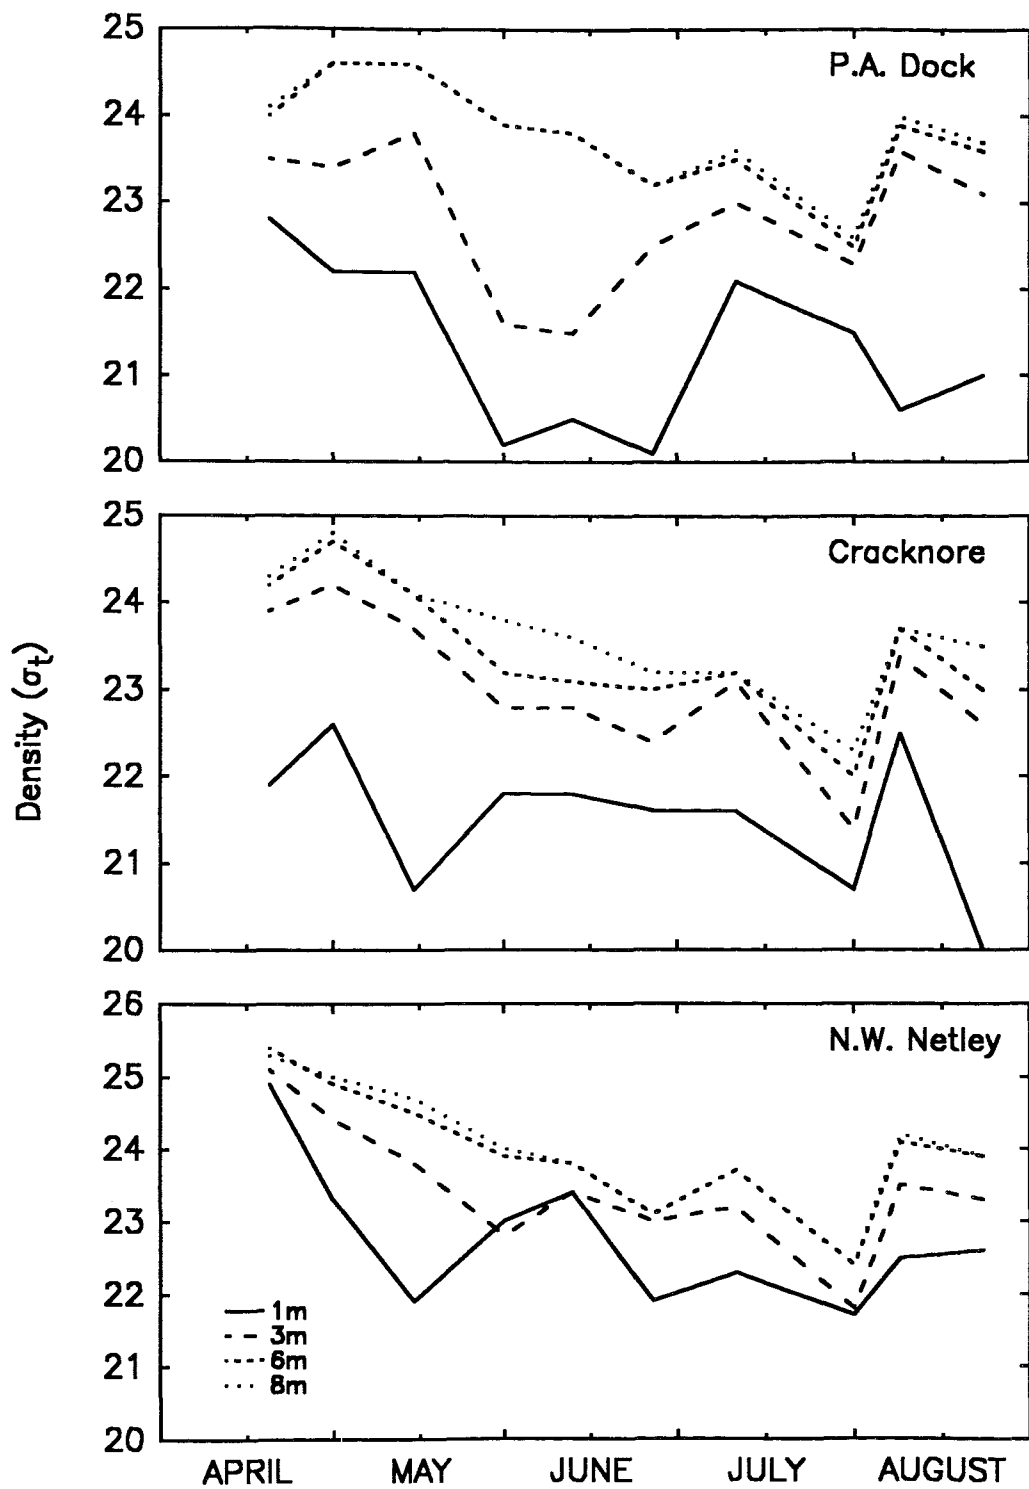 25
24
23
22
21
20
P.A. Dock
25
24
23
22
21
20
Cracknore
Density (σt)
26
25
24
23
22
21
20
N.W. Netley
1m
3m
6m
8m
APRIL MAY JUNE JULY AUGUST